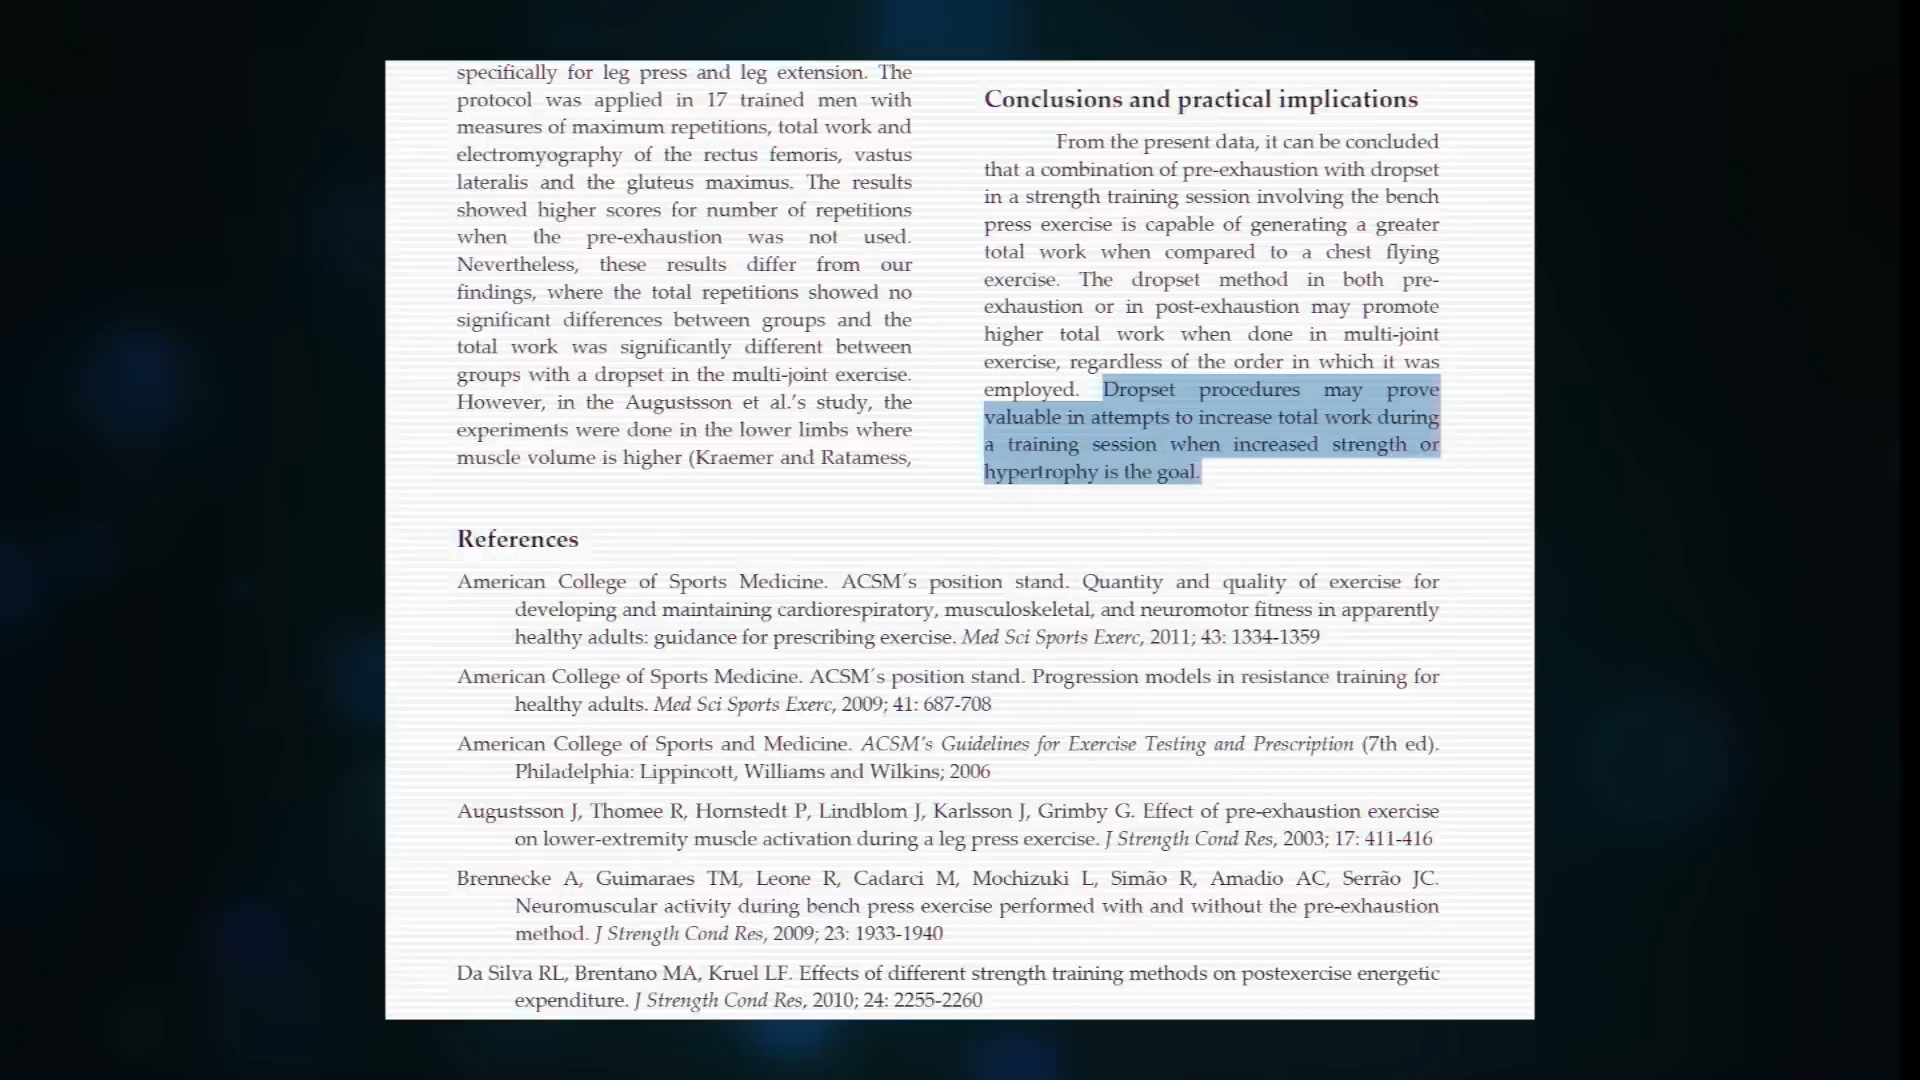 specifically for leg press and leg extension. The
protocol was applied in 17 trained men with
measures of maximum repetitions, total work and
electromyography of the rectus femoris, vastus
lateralis and the gluteus maximus. The results
showed higher scores for number of repetitions
when the pre-exhaustion was not used.
Nevertheless, these results differ from our
findings, where the total repetitions showed no
significant differences between groups and the
total work was significantly different between
groups with a dropset in the multi-joint exercise.
However, in the Augustsson et al.'s study, the
experiments were done in the lower limbs where
muscle volume is higher (Kraemer and Ratamess,
Conclusions and practical implications
From the present data, it can be concluded
that a combination of pre-exhaustion with dropset
in a strength training session involving the bench
press exercise is capable of generating a greater
total work when compared to a chest flying
exercise. The dropset method in both pre-
exhaustion or in post-exhaustion may promote
higher total work when done in multi-joint
exercise, regardless of the order in which it was
employed. Dropset procedures may prove
valuable in attempts to increase total work during
a training session when increased strength or
hypertrophy is the goal.
References
American College of Sports Medicine. ACSM´s position stand. Quantity and quality of exercise for
developing and maintaining cardiorespiratory, musculoskeletal, and neuromotor fitness in apparently
healthy adults: guidance for prescribing exercise. Med Sci Sports Exerc, 2011; 43: 1334-1359
American College of Sports Medicine. ACSM´s position stand. Progression models in resistance training for
healthy adults. Med Sci Sports Exerc, 2009; 41: 687-708
American College of Sports and Medicine. ACSM's Guidelines for Exercise Testing and Prescription (7th ed).
Philadelphia: Lippincott, Williams and Wilkins; 2006
Augustsson J, Thomee R, Hornstedt P, Lindblom J, Karlsson J, Grimby G. Effect of pre-exhaustion exercise
on lower-extremity muscle activation during a leg press exercise. J Strength Cond Res, 2003; 17: 411-416
Brennecke A, Guimaraes TM, Leone R, Cadarci M, Mochizuki L, Simão R, Amadio AC, Serrão JC.
Neuromuscular activity during bench press exercise performed with and without the pre-exhaustion
method. J Strength Cond Res, 2009; 23: 1933-1940
Da Silva RL, Brentano MA, Kruel LF. Effects of different strength training methods on postexercise energetic
expenditure. J Strength Cond Res, 2010; 24: 2255-2260